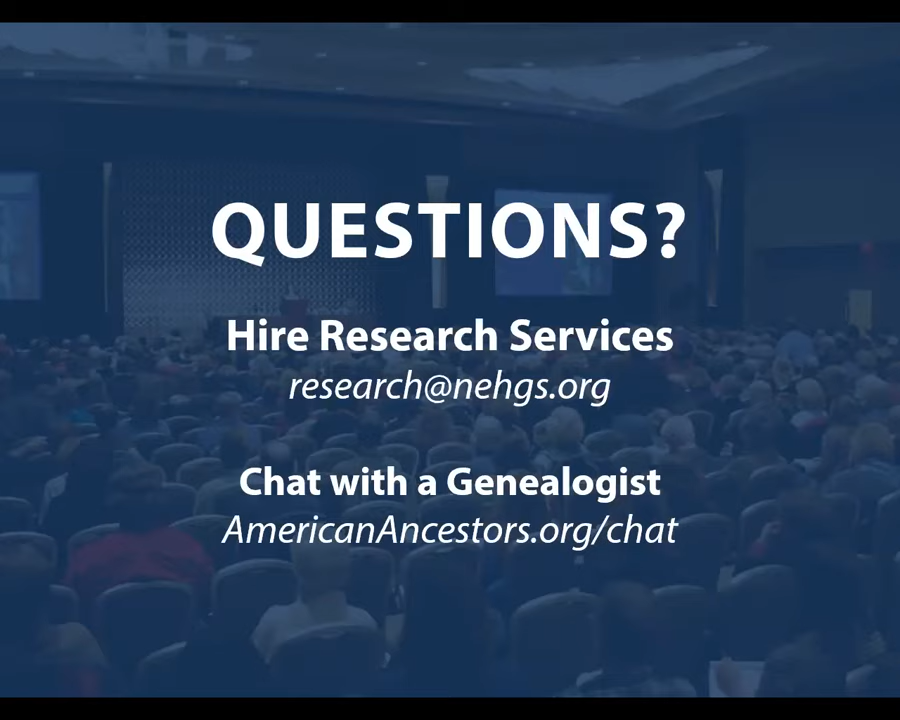 QUESTIONS?
Hire Research Services
research@nehgs.org
Chat with a Genealogist
AmericanAncestors.org/chat